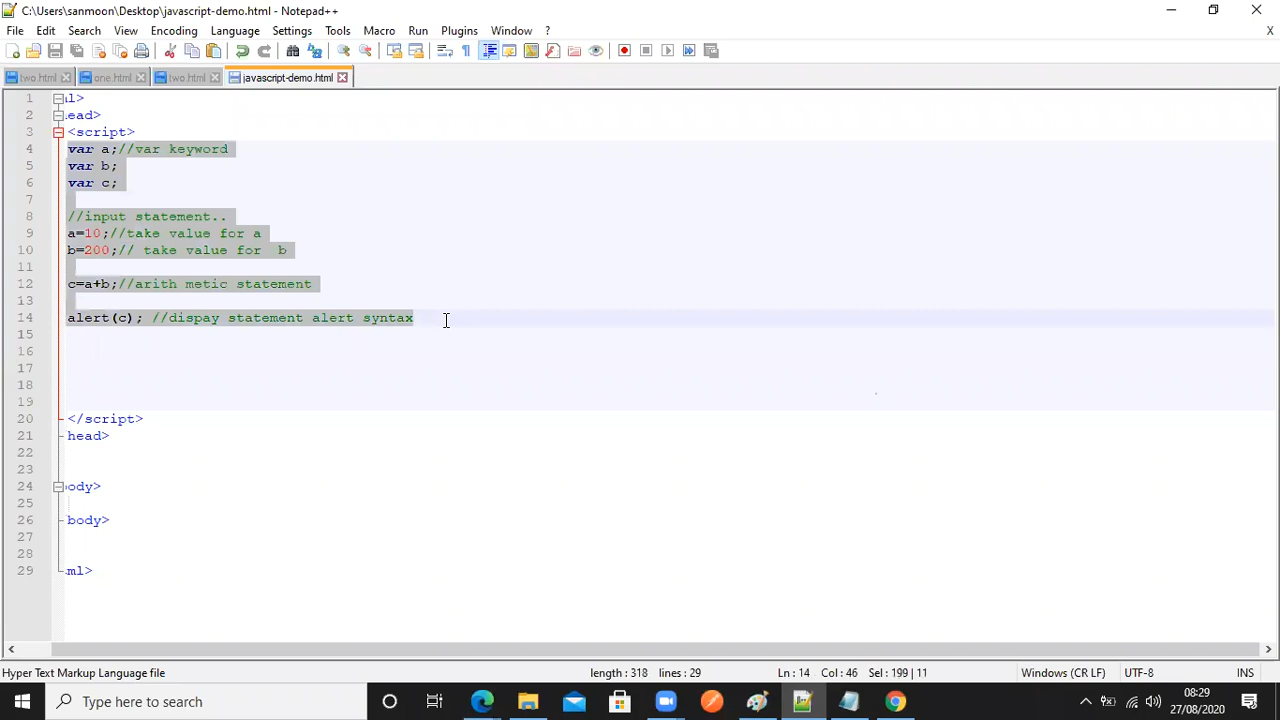 C:\Users\sanmoon\Desktop\javascript-demo.html - Notepad++
File Edit Search View Encoding Language Settings Tools Macro Run Plugins Window ? X
two.html one.html two.html javascript-demo.html
1 ml>
2 ead>
3 <script>
4 var a;//var keyword
5 var b;
6 var c;
7
8 //input statement..
9 a=10;//take value for a
10 b=200;// take value for b
11
12 c=a+b;//arith metic statement
13
14 alert(c); //dispay statement alert syntax
15
16
17
18
19
20 </script>
21 head>
22
23
24 ody>
25
26 body>
27
28
29 ml>
Hyper Text Markup Language file length : 318 lines : 29 Ln : 14 Col : 46 Sel : 199 | 11 Windows (CR LF) UTF-8 INS
Type here to search
08:29
27/08/2020